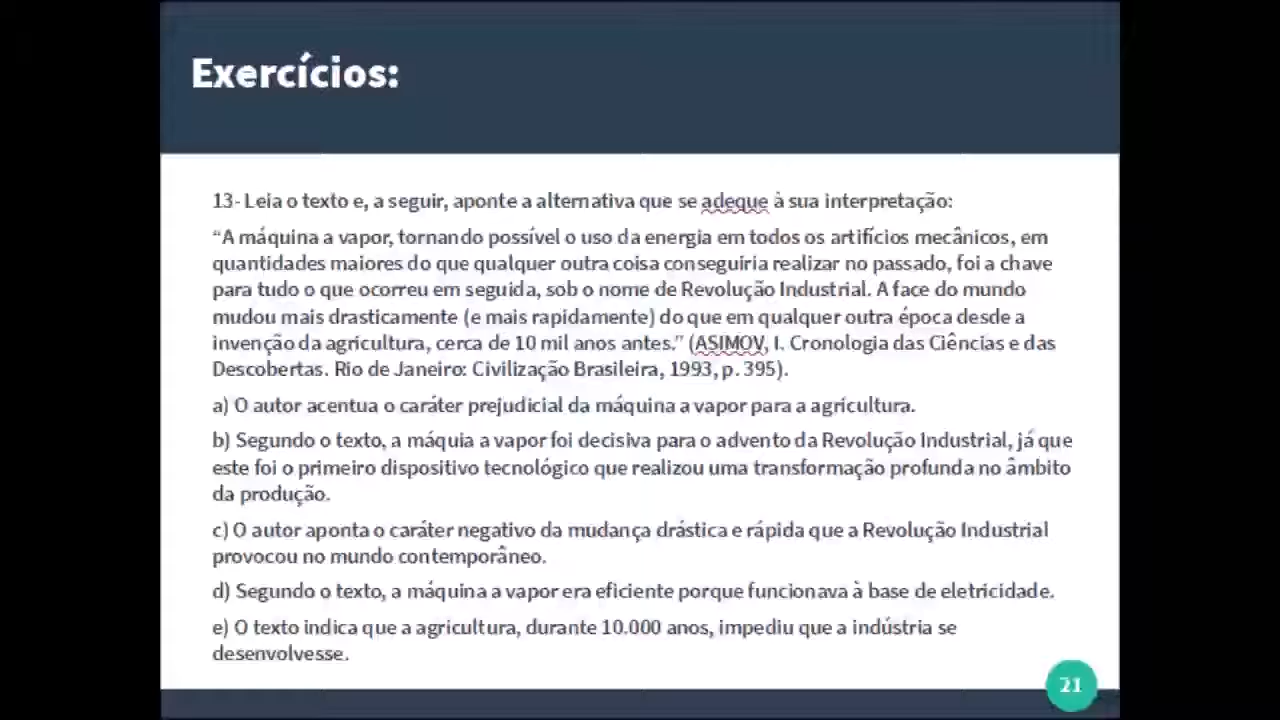 Exercícios:
13- Leia o texto e, a seguir, aponte a alternativa que se adeque à sua interpretação:
“A máquina a vapor, tornando possível o uso da energia em todos os artifícios mecânicos, em
quantidades maiores do que qualquer outra coisa conseguiria realizar no passado, foi a chave
para tudo o que ocorreu em seguida, sob o nome de Revolução Industrial. A face do mundo
mudou mais drasticamente (e mais rapidamente) do que em qualquer outra época desde a
invenção da agricultura, cerca de 10 mil anos antes.” (ASIMOV, I. Cronologia das Ciências e das
Descobertas. Rio de Janeiro: Civilização Brasileira, 1993, p. 395).
a) O autor acentua o caráter prejudicial da máquina a vapor para a agricultura.
b) Segundo o texto, a máquia a vapor foi decisiva para o advento da Revolução Industrial, já que
este foi o primeiro dispositivo tecnológico que realizou uma transformação profunda no âmbito
da produção.
c) O autor aponta o caráter negativo da mudança drástica e rápida que a Revolução Industrial
provocou no mundo contemporâneo.
d) Segundo o texto, a máquina a vapor era eficiente porque funcionava à base de eletricidade.
e) O texto indica que a agricultura, durante 10.000 anos, impediu que a indústria se
desenvolvesse.
21